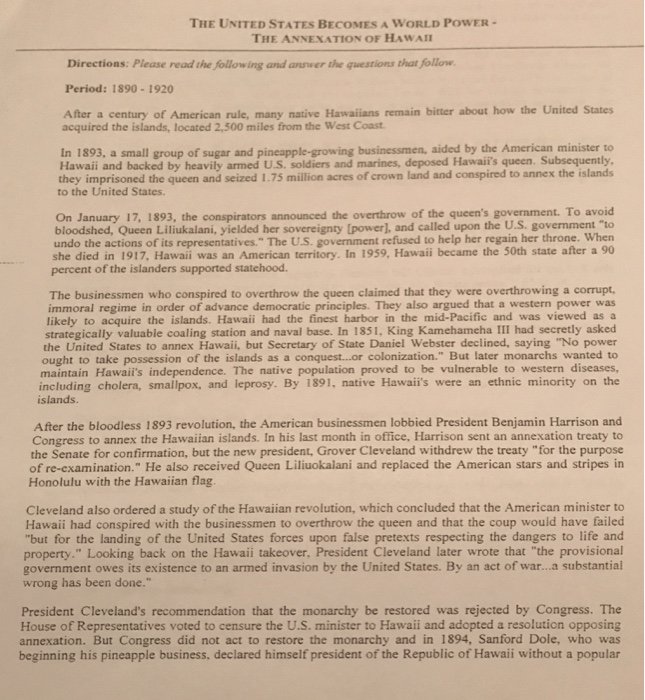 THE UNITED STATES BECOMES A WORLD POWER -
THE ANNEXATION OF HAWAII
Directions: Please read the following and answer the questions that follow.
Period: 1890 - 1920
After a century of American rule, many native Hawaiians remain bitter about how the United States
acquired the islands, located 2,500 miles from the West Coast.
In 1893, a small group of sugar and pineapple-growing businessmen, aided by the American minister to
Hawaii and backed by heavily armed U.S. soldiers and marines, deposed Hawaii's queen. Subsequently,
they imprisoned the queen and seized 1.75 million acres of crown land and conspired to annex the islands
to the United States.
On January 17, 1893, the conspirators announced the overthrow of the queen's government. To avoid
bloodshed, Queen Liliukalani, yielded her sovereignty [power], and called upon the U.S. government "to
undo the actions of its representatives." The U.S. government refused to help her regain her throne. When
she died in 1917, Hawaii was an American territory. In 1959, Hawaii became the 50th state after a 90
percent of the islanders supported statehood.
The businessmen who conspired to overthrow the queen claimed that they were overthrowing a corrupt,
immoral regime in order of advance democratic principles. They also argued that a western power was
likely to acquire the islands. Hawaii had the finest harbor in the mid-Pacific and was viewed as a
strategically valuable coaling station and naval base. In 1851, King Kamehameha III had secretly asked
the United States to annex Hawaii, but Secretary of State Daniel Webster declined, saying "No power
ought to take possession of the islands as a conquest...or colonization." But later monarchs wanted to
maintain Hawaii's independence. The native population proved to be vulnerable to western diseases,
including cholera, smallpox, and leprosy. By 1891, native Hawaii's were an ethnic minority on the
islands.
After the bloodless 1893 revolution, the American businessmen lobbied President Benjamin Harrison and
Congress to annex the Hawaiian islands. In his last month in office, Harrison sent an annexation treaty to
the Senate for confirmation, but the new president, Grover Cleveland withdrew the treaty "for the purpose
of re-examination." He also received Queen Liliuokalani and replaced the American stars and stripes in
Honolulu with the Hawaiian flag.
Cleveland also ordered a study of the Hawaiian revolution, which concluded that the American minister to
Hawaii had conspired with the businessmen to overthrow the queen and that the coup would have failed
"but for the landing of the United States forces upon false pretexts respecting the dangers to life and
property." Looking back on the Hawaii takeover, President Cleveland later wrote that "the provisional
government owes its existence to an armed invasion by the United States. By an act of war...a substantial
wrong has been done."
President Cleveland's recommendation that the monarchy be restored was rejected by Congress. The
House of Representatives voted to censure the U.S. minister to Hawaii and adopted a resolution opposing
annexation. But Congress did not act to restore the monarchy and in 1894, Sanford Dole, who was
beginning his pineapple business, declared himself president of the Republic of Hawaii without a popular